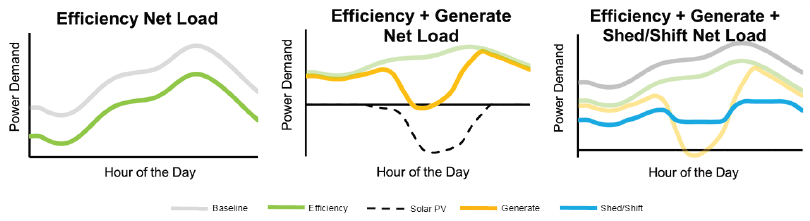 Efficiency Net Load
Power Demand
Hour of the Day
Efficiency + Generate
Net Load
Power Demand
Hour of the Day
Efficiency + Generate +
Shed/Shift Net Load
Power Demand
Hour of the Day
Baseline
Efficiency
Solar PV
Generate
Shed/Shift